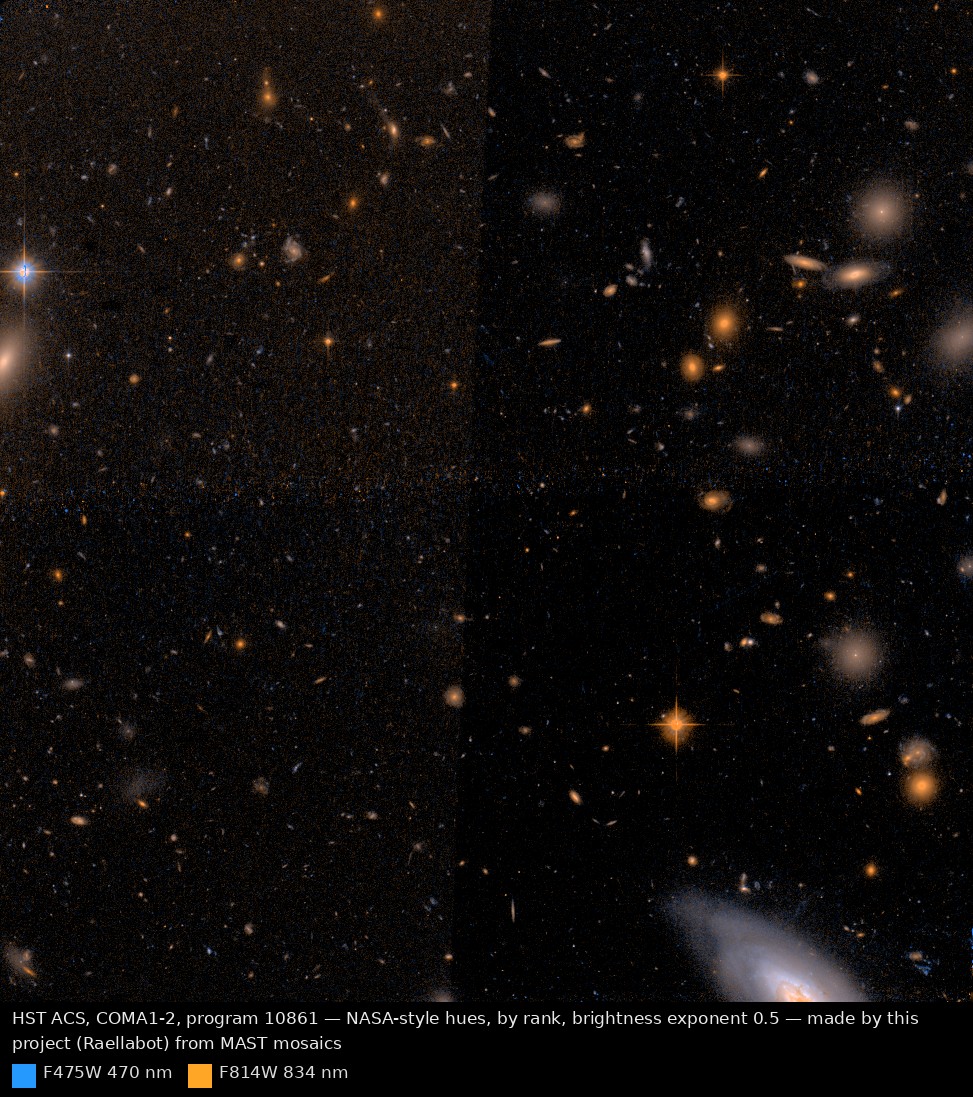 HST ACS, COMA1-2, program 10861 — NASA-style hues, by rank, brightness exponent 0.5 — made by this
project (Raellabot) from MAST mosaics
F475W 470 nm F814W 834 nm